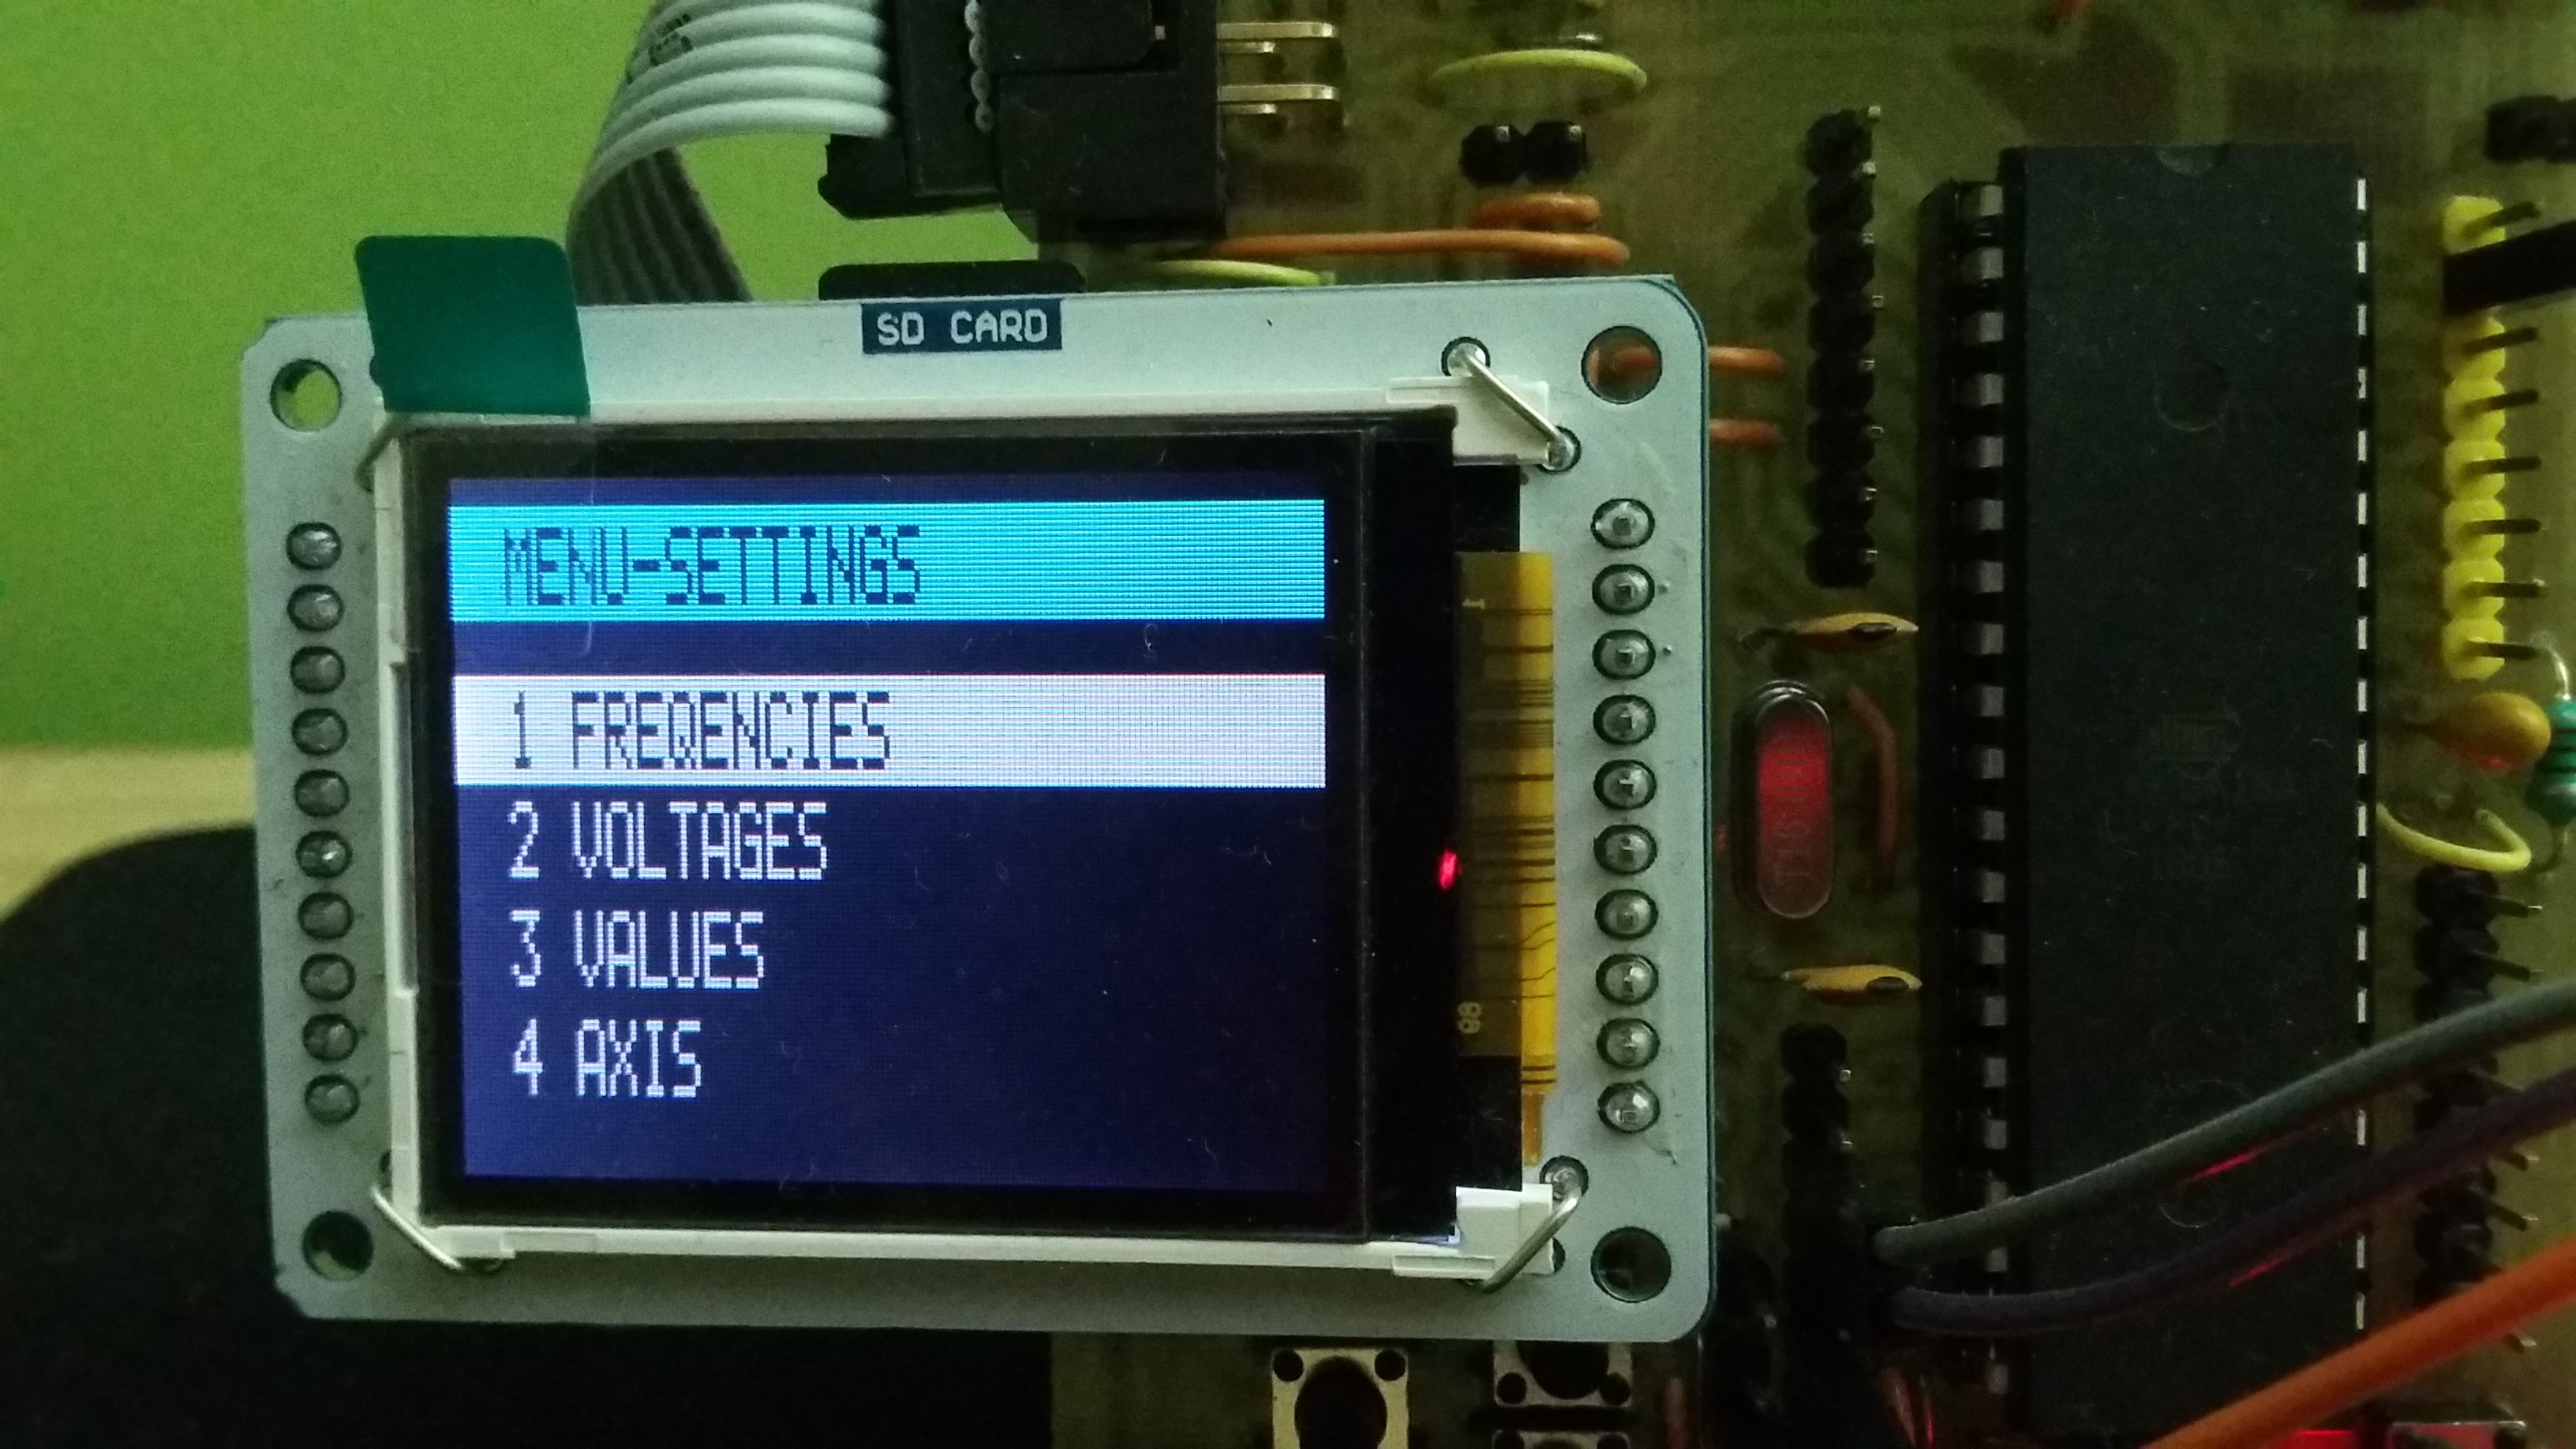 SD CARD
MENU-SETTINGS
1 FREQENCIES
2 VOLTAGES
3 VALUES
4 AXIS